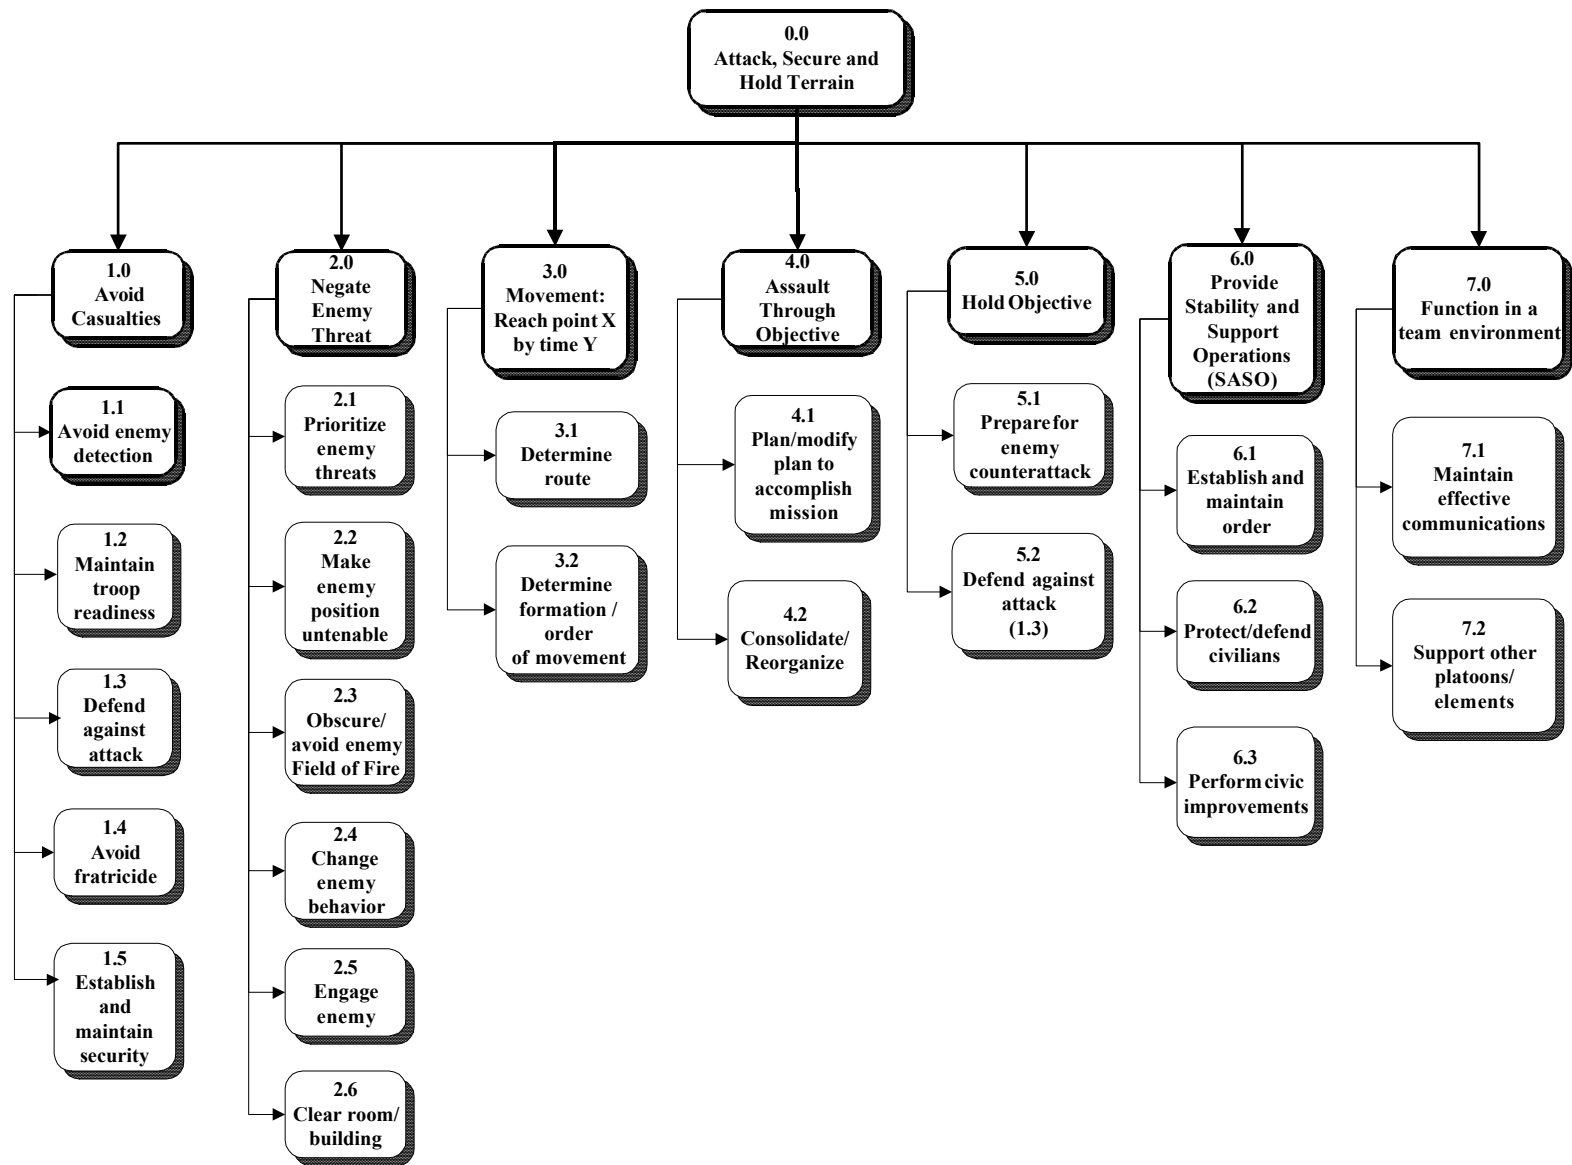 0.0
Attack, Secure and
Hold Terrain
1.0
Avoid
Casualties
1.1
Avoid enemy
detection
1.2
Maintain
troop
readiness
1.3
Defend
against
attack
1.4
Avoid
fratricide
1.5
Establish
and
maintain
security
2.0
Negate
Enemy
Threat
2.1
Prioritize
enemy
threats
2.2
Make
enemy
position
untenable
2.3
Obscure/
avoid enemy
Field of Fire
2.4
Change
enemy
behavior
2.5
Engage
enemy
2.6
Clear room/
building
3.0
Movement:
Reach point X
by time Y
3.1
Determine
route
3.2
Determine
formation /
order
of movement
4.0
Assault
Through
Objective
4.1
Plan/modify
plan to
accomplish
mission
4.2
Consolidate/
Reorganize
5.0
Hold Objective
5.1
Prepare for
enemy
counterattack
5.2
Defend against
attack
(1.3)
6.0
Provide
Stability and
Support
Operations
(SASO)
6.1
Establish and
maintain
order
6.2
Protect/defend
civilians
6.3
Perform civic
improvements
7.0
Function in a
team environment
7.1
Maintain
effective
communications
7.2
Support other
platoons/
elements